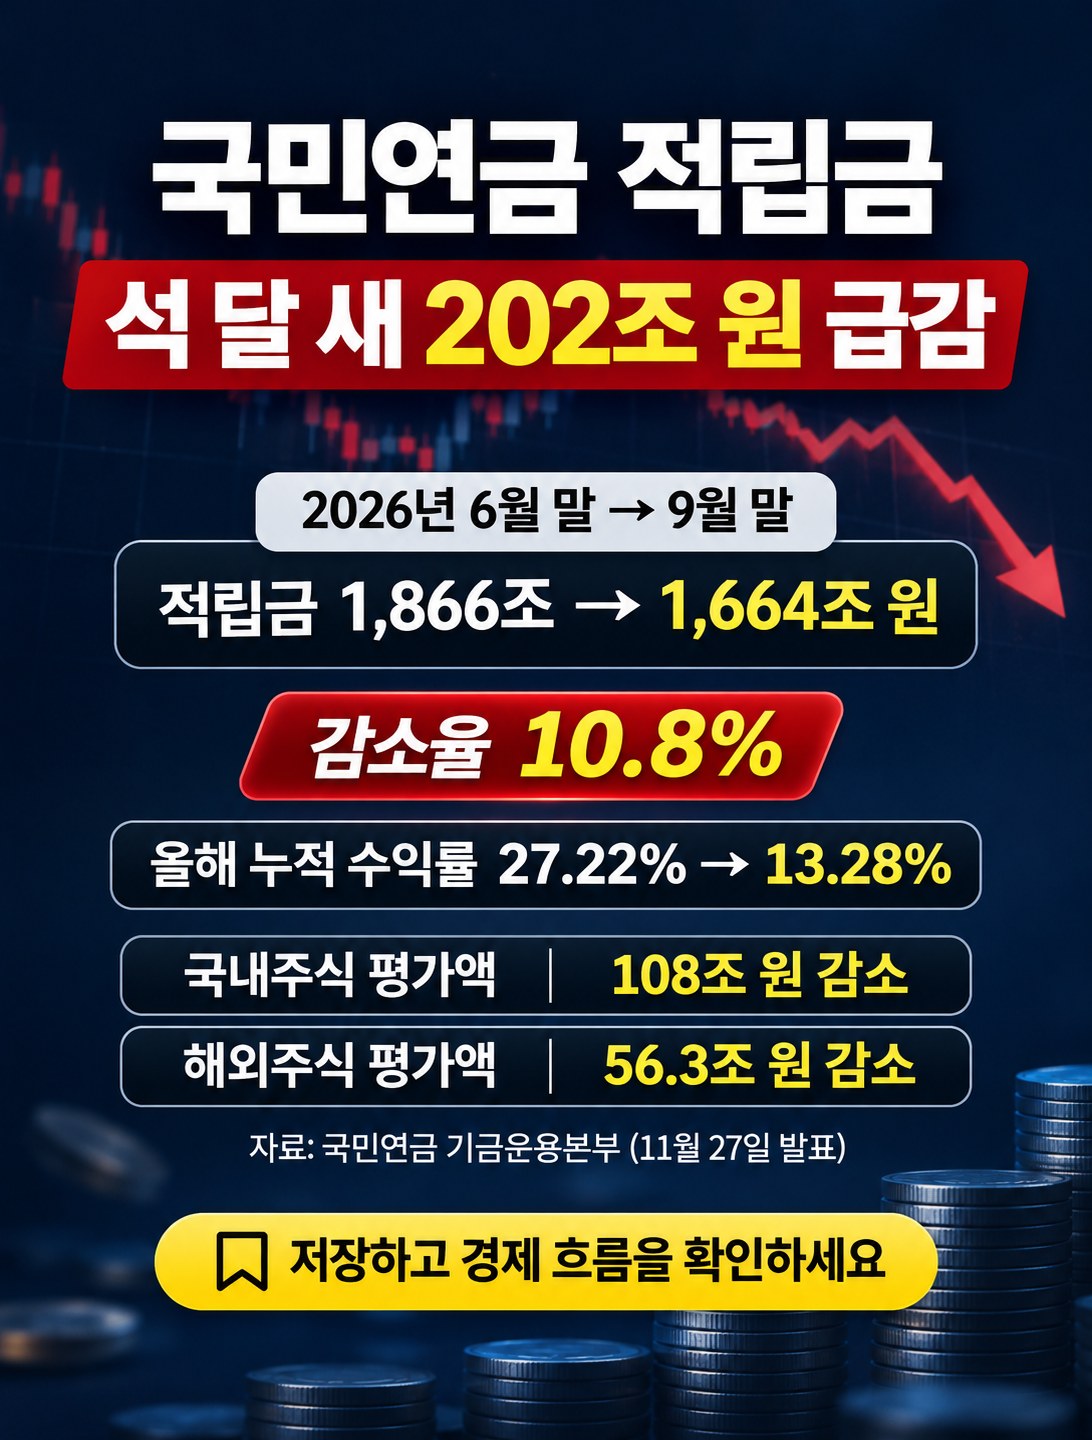 국민연금 적립금
석 달 새 202조 원 급감
2026년 6월 말 → 9월 말
적립금 1,866조 → 1,664조 원
감소율 10.8%
올해 누적 수익률 27.22% → 13.28%
국내주식 평가액 | 108조 원 감소
해외주식 평가액 | 56.3조 원 감소
자료: 국민연금 기금운용본부 (11월 27일 발표)
저장하고 경제 흐름을 확인하세요